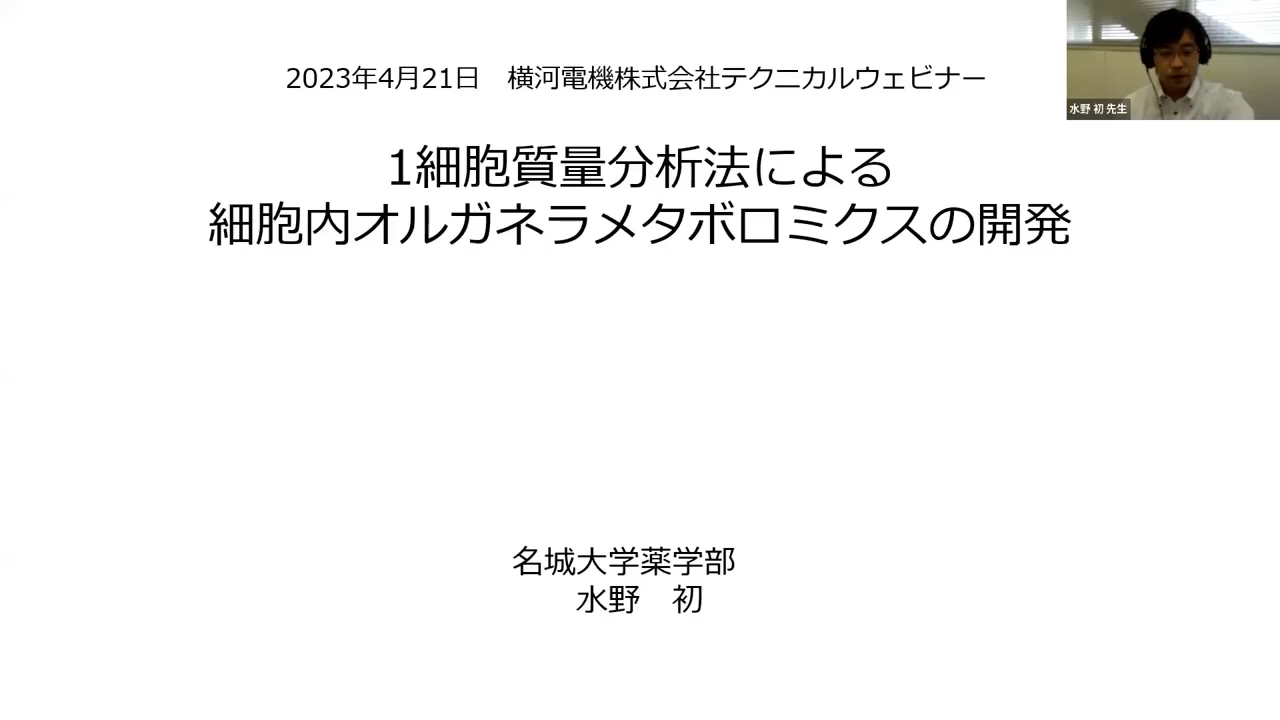 2023年4月21日　横河電機株式会社テクニカルウェビナー
水野 初 先生
1細胞質量分析法による
細胞内オルガネラメタボロミクスの開発
名城大学薬学部
水野　初